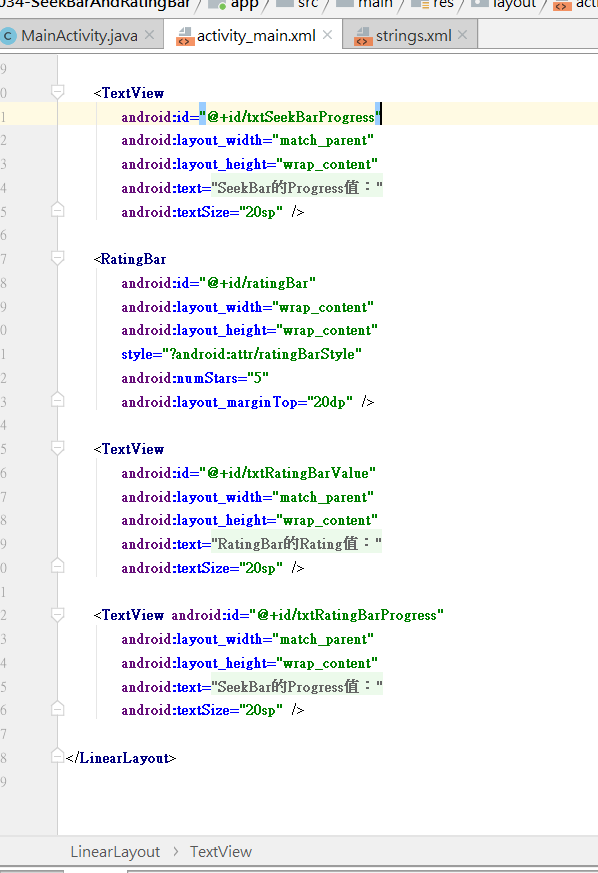 034-SeekBarAndRatingBar app src main res layout
MainActivity.java activity_main.xml strings.xml
9
0 <TextView
1 android:id="@+id/txtSeekBarProgress"
2 android:layout_width="match_parent"
3 android:layout_height="wrap_content"
4 android:text="SeekBar的Progress值："
5 android:textSize="20sp" />
6
7 <RatingBar
8 android:id="@+id/ratingBar"
9 android:layout_width="wrap_content"
0 android:layout_height="wrap_content"
1 style="?android:attr/ratingBarStyle"
2 android:numStars="5"
3 android:layout_marginTop="20dp" />
4
5 <TextView
6 android:id="@+id/txtRatingBarValue"
7 android:layout_width="match_parent"
8 android:layout_height="wrap_content"
9 android:text="RatingBar的Rating值："
0 android:textSize="20sp" />
1
2 <TextView android:id="@+id/txtRatingBarProgress"
3 android:layout_width="match_parent"
4 android:layout_height="wrap_content"
5 android:text="SeekBar的Progress值："
6 android:textSize="20sp" />
7
8 </LinearLayout>
9
LinearLayout › TextView